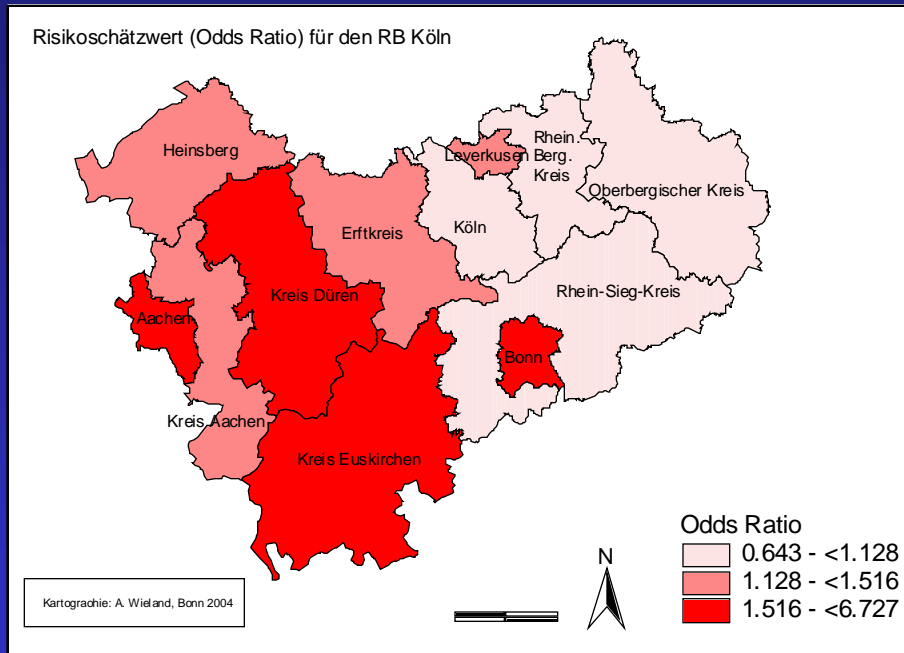 Risikoschätzwert (Odds Ratio) für den RB Köln
Heinsberg
Leverkusen
Rhein.
Berg.
Kreis
Oberbergischer Kreis
Erftkreis
Köln
Kreis Düren
Rhein-Sieg-Kreis
Aachen
Bonn
Kreis Aachen
Kreis Euskirchen
Odds Ratio
0.643 - <1.128
1.128 - <1.516
1.516 - <6.727
N
Kartograohie: A. Wieland, Bonn 2004